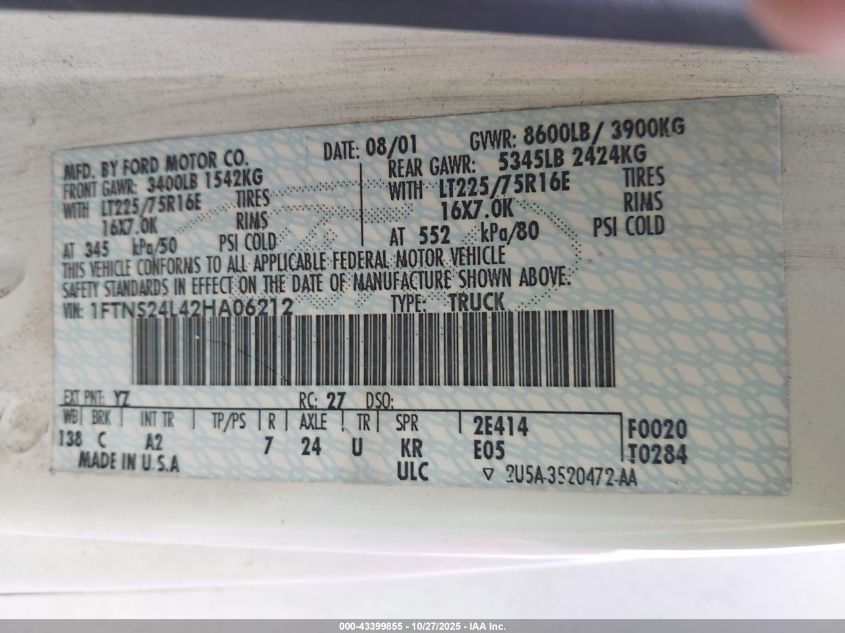 MFD. BY FORD MOTOR CO. DATE: 08/01 GVWR: 8600LB/ 3900KG
FRONT GAWR: 3400LB 1542KG REAR GAWR: 5345LB 2424KG
WITH LT225/75R16E TIRES WITH LT225/75R16E TIRES
16X7.0K RIMS 16X7.0K RIMS
AT 345 kPa/50 PSI COLD AT 552 kPa/80 PSI COLD
THIS VEHICLE CONFORMS TO ALL APPLICABLE FEDERAL MOTOR VEHICLE
SAFETY STANDARDS IN EFFECT ON THE DATE OF MANUFACTURE SHOWN ABOVE.
VIN: 1FTNS24L42HA06212 TYPE: TRUCK
EXT PNT: YZ RC: 27 DSO:
WB BRK INT TR TP/PS R AXLE TR SPR 2E414 F0020
138 C A2 7 24 U KR E05 T0284
MADE IN U.S.A ULC ▽ 2U5A-3520472-AA
000-43399855 - 10/27/2025 - IAA Inc.